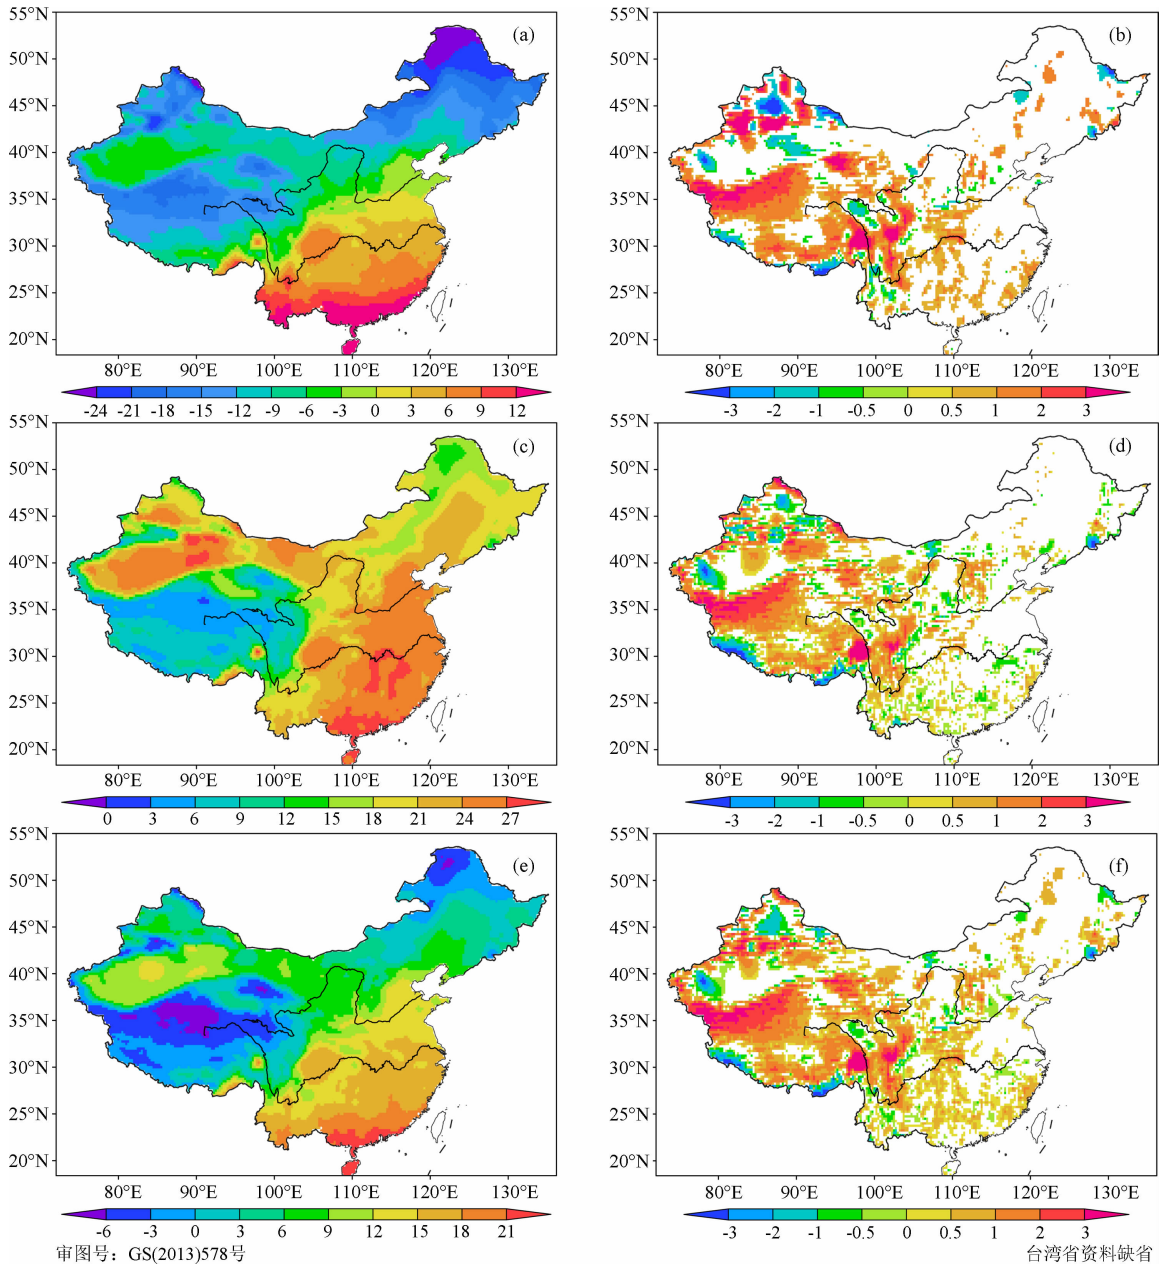 55°N
50°N
45°N
40°N
35°N
30°N
25°N
20°N
(a)
80°E 90°E 100°E 110°E 120°E 130°E
-24 -21 -18 -15 -12 -9 -6 -3 0 3 6 9 12
55°N
50°N
45°N
40°N
35°N
30°N
25°N
20°N
(b)
80°E 90°E 100°E 110°E 120°E 130°E
-3 -2 -1 -0.5 0 0.5 1 2 3
55°N
50°N
45°N
40°N
35°N
30°N
25°N
20°N
(c)
80°E 90°E 100°E 110°E 120°E 130°E
0 3 6 9 12 15 18 21 24 27
55°N
50°N
45°N
40°N
35°N
30°N
25°N
20°N
(d)
80°E 90°E 100°E 110°E 120°E 130°E
-3 -2 -1 -0.5 0 0.5 1 2 3
55°N
50°N
45°N
40°N
35°N
30°N
25°N
20°N
(e)
80°E 90°E 100°E 110°E 120°E 130°E
-6 -3 0 3 6 9 12 15 18 21
55°N
50°N
45°N
40°N
35°N
30°N
25°N
20°N
(f)
80°E 90°E 100°E 110°E 120°E 130°E
-3 -2 -1 -0.5 0 0.5 1 2 3
审图号：GS(2013)578号
台湾省资料缺省